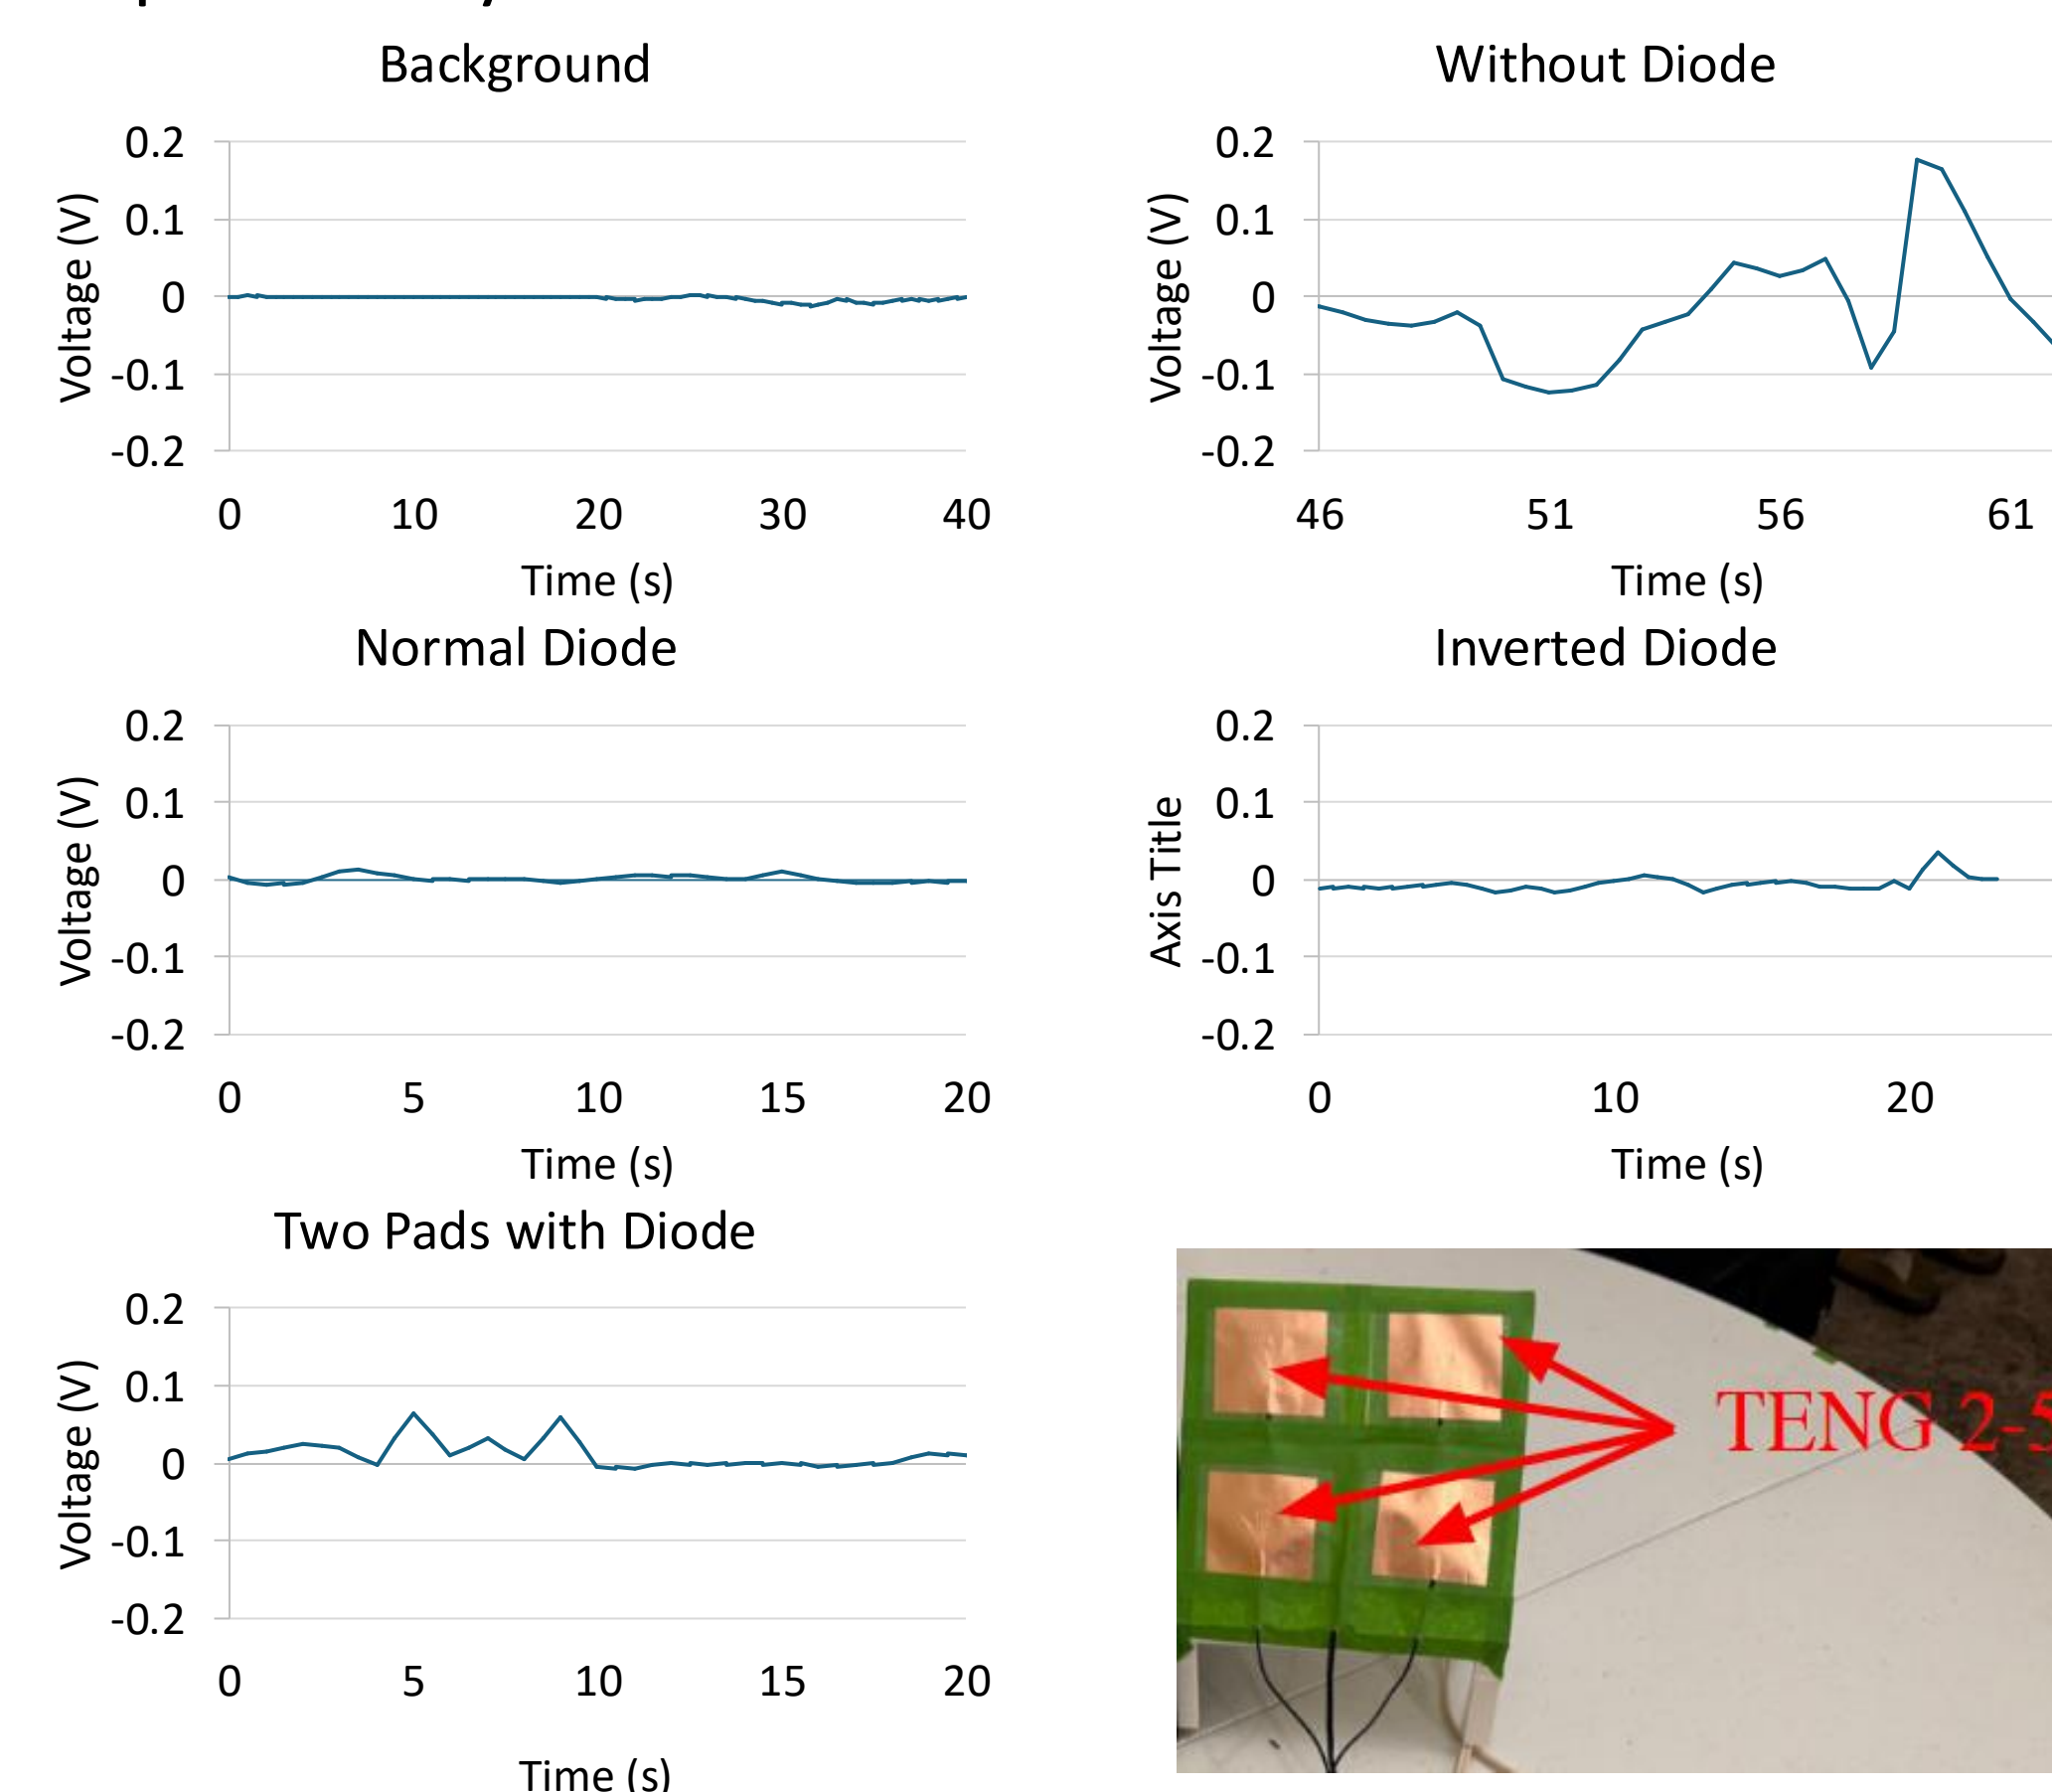 Background
0.2
0.1
0
-0.1
-0.2
Voltage (V)
0 10 20 30 40
Time (s)
Without Diode
0.2
0.1
0
-0.1
-0.2
Voltage (V)
46 51 56 61
Time (s)
Normal Diode
0.2
0.1
0
-0.1
-0.2
Voltage (V)
0 5 10 15 20
Time (s)
Inverted Diode
0.2
0.1
0
-0.1
-0.2
Axis Title
0 10 20
Time (s)
Two Pads with Diode
0.2
0.1
0
-0.1
-0.2
Voltage (V)
0 5 10 15 20
Time (s)
TENG 2-5